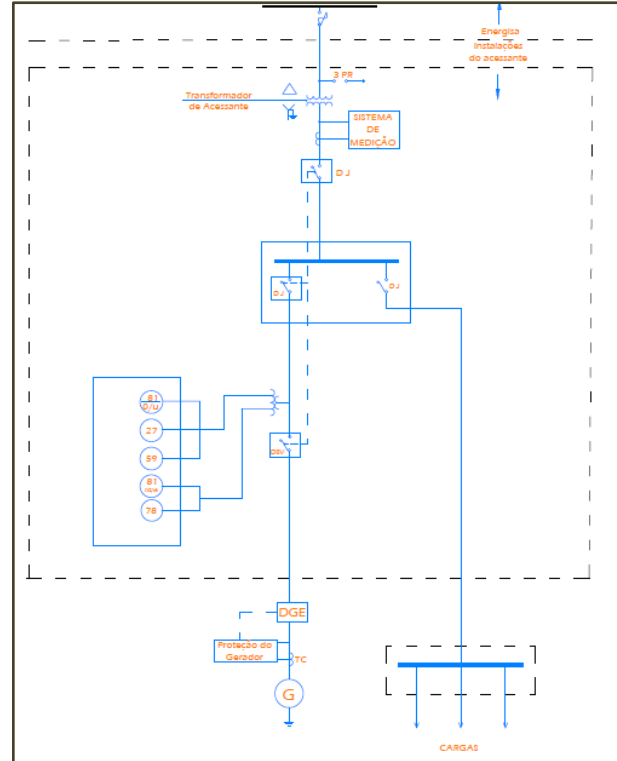 Energisa
Instalações
do acessante
3 PR
Transformador
de Acessante
SISTEMA
DE
MEDIÇÃO
D J
DJ
DJ
81
O/U
27
59
81
78
DSV
DGE
Proteção do
Gerador
TC
G
CARGAS